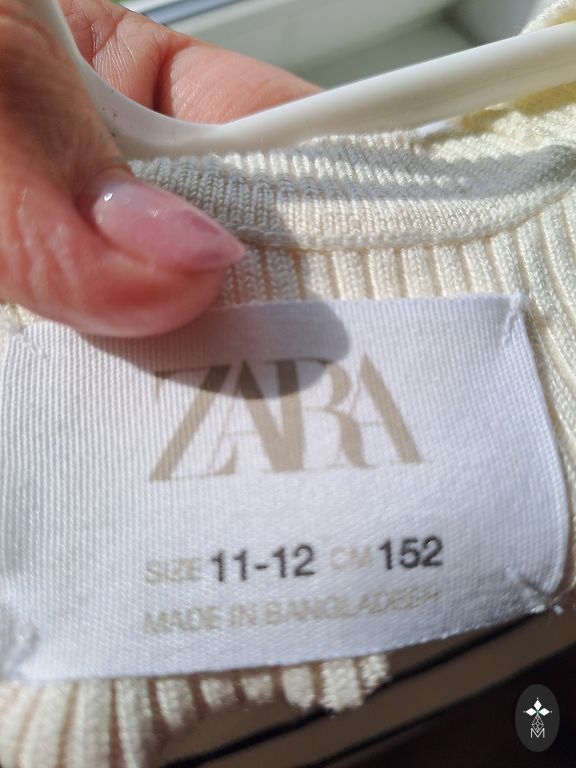 ZARA
SIZE 11-12 CM 152
MADE IN BANGLADESH
M